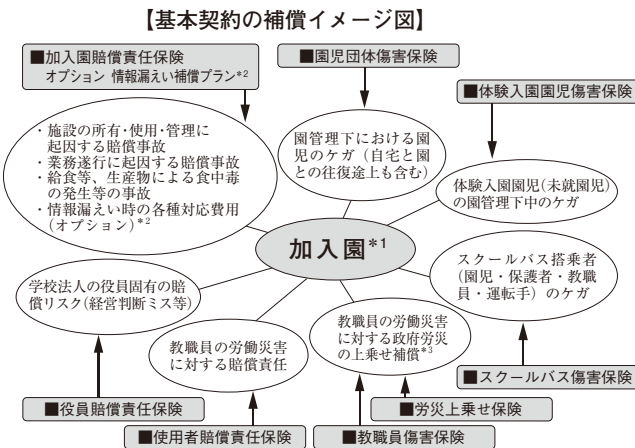 【基本契約の補償イメージ図】
■加入園賠償責任保険
オプション 情報漏えい補償プラン*2
■園児団体傷害保険
■体験入園園児傷害保険
・施設の所有・使用・管理に
起因する賠償事故
・業務遂行に起因する賠償事故
・給食等、生産物による食中毒
の発生等の事故
・情報漏えい時の各種対応費用
(オプション)*2
園管理下における園
児のケガ(自宅と園
との往復途上も含む)
体験入園園児(未就園児)
の園管理下中のケガ
加入園*1
学校法人の役員固有の賠
償リスク(経営判断ミス等)
教職員の労働災害
に対する賠償責任
教職員の労働災害
に対する政府労災
の上乗せ補償*3
スクールバス搭乗者
(園児・保護者・教職
員・運転手)のケガ
■スクールバス傷害保険
■役員賠償責任保険
■労災上乗せ保険
■使用者賠償責任保険
■教職員傷害保険